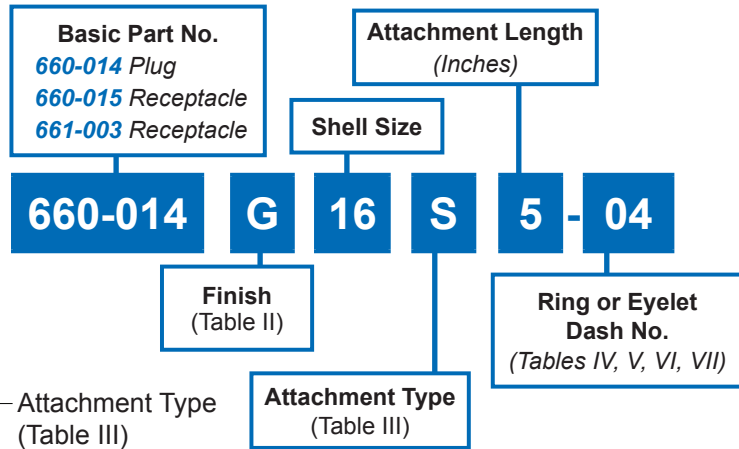 Basic Part No.
660-014 Plug
660-015 Receptacle
661-003 Receptacle
Attachment Length
(Inches)
Shell Size
660-014 G 16 S 5 - 04
Finish
(Table II)
Ring or Eyelet
Dash No.
(Tables IV, V, VI, VII)
Attachment Type
(Table III)
Attachment Type
(Table III)